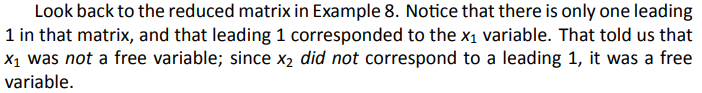 Look back to the reduced matrix in Example 8. Notice that there is only one leading
1 in that matrix, and that leading 1 corresponded to the x₁ variable. That told us that
x₁ was not a free variable; since x₂ did not correspond to a leading 1, it was a free
variable.